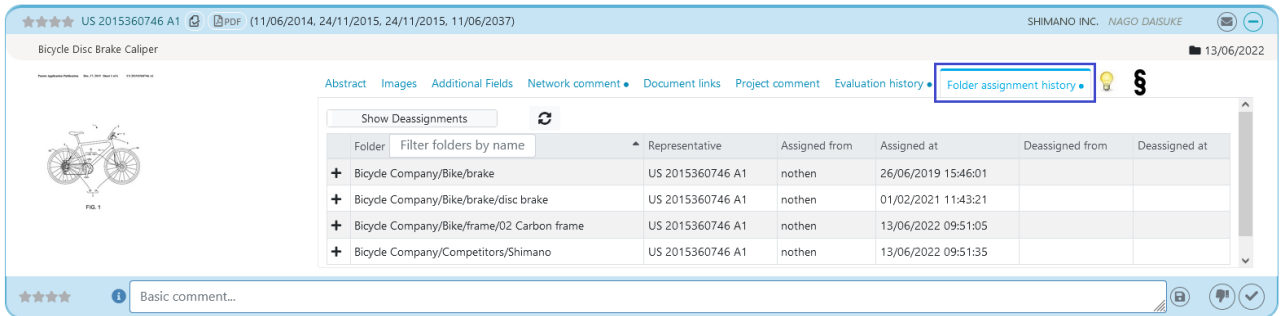 US 2015360746 A1 PDF (11/06/2014, 24/11/2015, 24/11/2015, 11/06/2037) SHIMANO INC. NAGO DAISUKE
Bicycle Disc Brake Caliper 13/06/2022
Abstract Images Additional Fields Network comment • Document links Project comment Evaluation history • Folder assignment history • §
Show Deassignments
Folder Filter folders by name Representative Assigned from Assigned at Deassigned from Deassigned at
+ Bicycle Company/Bike/brake US 2015360746 A1 nothen 26/06/2019 15:46:01
+ Bicycle Company/Bike/brake/disc brake US 2015360746 A1 nothen 01/02/2021 11:43:21
+ Bicycle Company/Bike/frame/02 Carbon frame US 2015360746 A1 nothen 13/06/2022 09:51:05
+ Bicycle Company/Competitors/Shimano US 2015360746 A1 nothen 13/06/2022 09:51:35
FIG. 1
Basic comment...